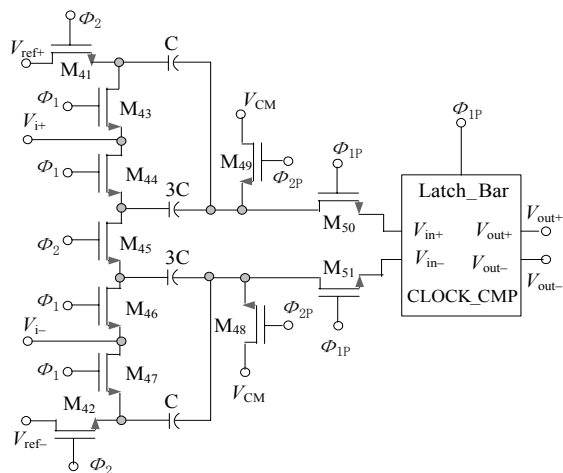 Φ2
Vref+
C
M41
Φ1
M43
VCM
Φ1P
Vi+
Φ1
M49
Φ1P
M44
3C
Φ2P
Latch_Bar
M50
Vin+
Vout+
Vout+
Φ2
M45
3C
M51
Vin−
Vout−
Vout−
Φ1
M46
M48
Φ2P
CLOCK_CMP
Vi−
Φ1P
Φ1
M47
VCM
M42
C
Vref−
Φ2